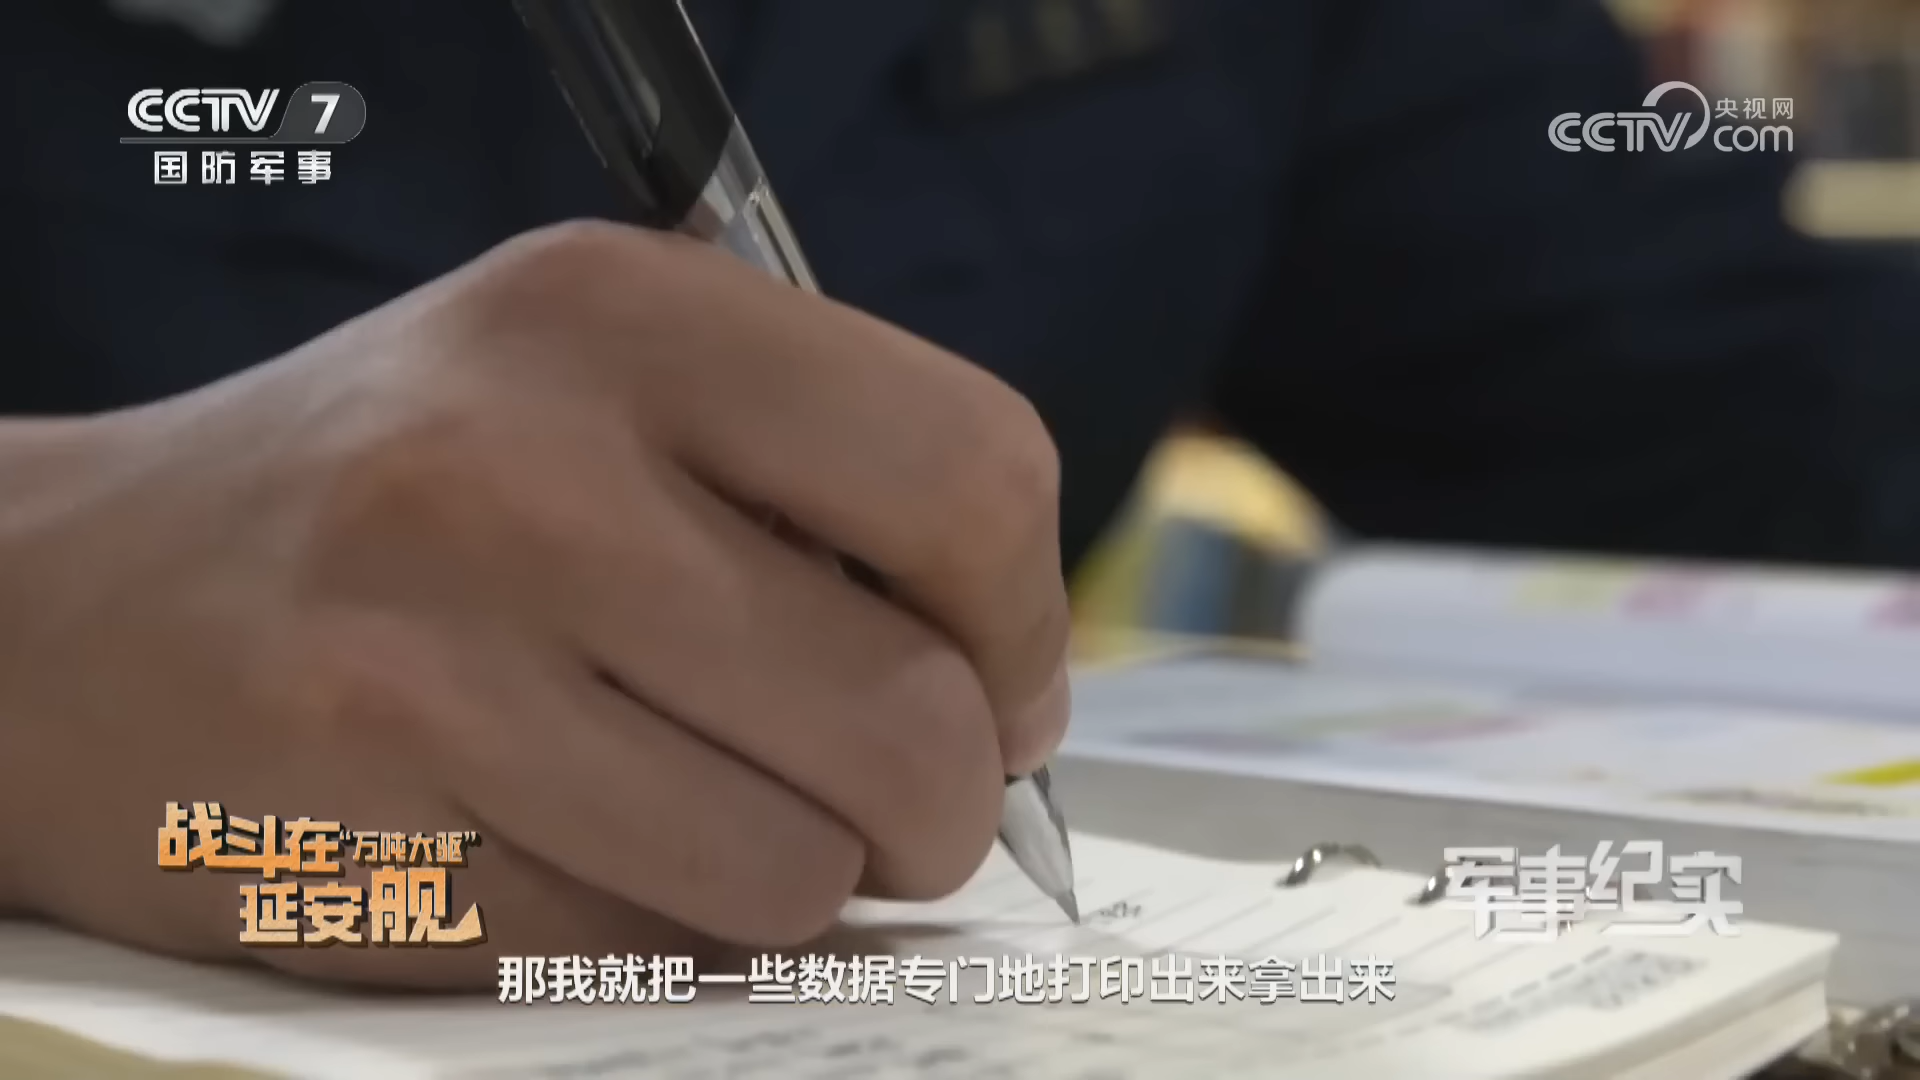 CCTV 7
国防军事
央视网
CCTV.com
战斗在"万吨大驱"
延安舰
军事纪实
那我就把一些数据专门地打印出来拿出来